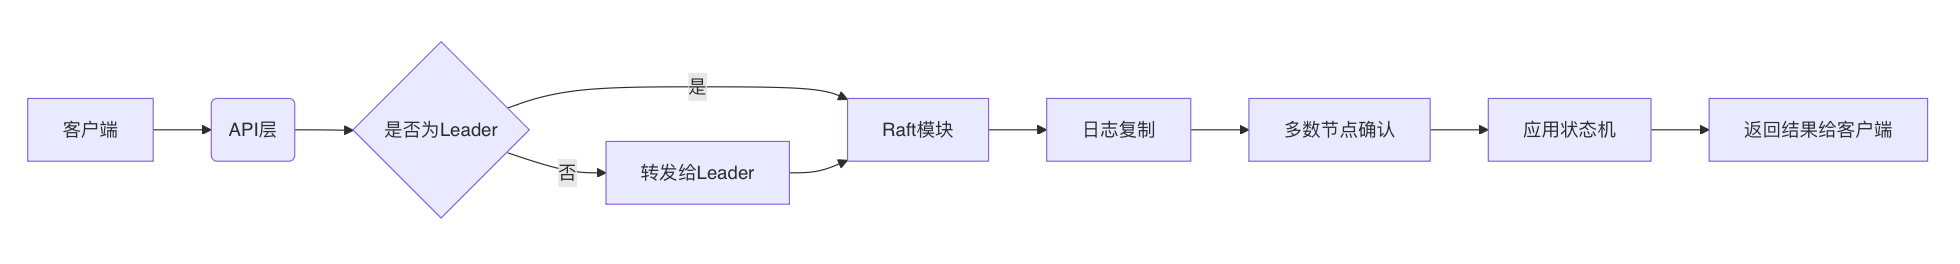 客户端
API层
是否为Leader
是
否
转发给Leader
Raft模块
日志复制
多数节点确认
应用状态机
返回结果给客户端